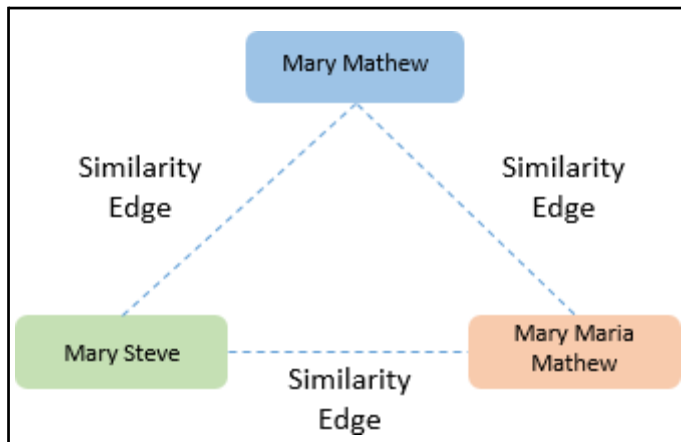 Mary Mathew
Similarity
Edge
Similarity
Edge
Mary Steve
Mary Maria
Mathew
Similarity
Edge